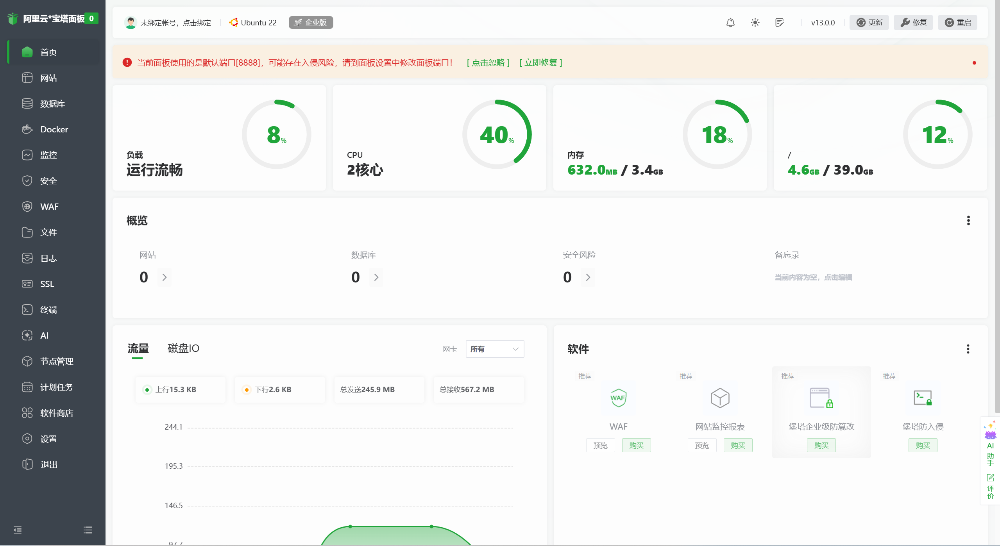 阿里云*宝塔面板 0
首页
网站
数据库
Docker
监控
安全
WAF
文件
日志
SSL
终端
AI
节点管理
计划任务
软件商店
设置
退出
未绑定帐号，点击绑定 Ubuntu 22 企业版 v13.0.0 更新 修复 重启
当前面板使用的是默认端口[8888]，可能存在入侵风险，请到面板设置中修改面板端口！ [ 点击忽略 ] [ 立即修复 ]
8%
负载
运行流畅
40%
CPU
2核心
18%
内存
632.0MB / 3.4GB
12%
/
4.6GB / 39.0GB
概览
网站
0
数据库
0
安全风险
0
备忘录
当前内容为空，点击编辑
流量 磁盘IO 网卡 所有
上行15.3 KB 下行2.6 KB 总发送245.9 MB 总接收567.2 MB
244.1
195.3
146.5
97.7
软件
推荐
WAF
WAF
预览 购买
推荐
网站监控报表
预览 购买
推荐
堡塔企业级防篡改
购买
推荐
堡塔防入侵
购买
AI
助
手
评
价